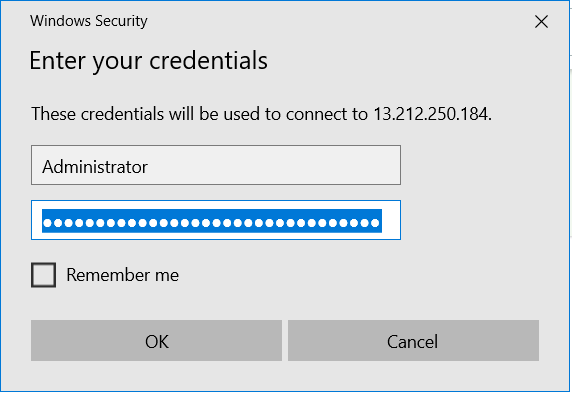 Windows Security
Enter your credentials
These credentials will be used to connect to 13.212.250.184.
Administrator
••••••••••••••••••••••••••••••••
Remember me
OK
Cancel